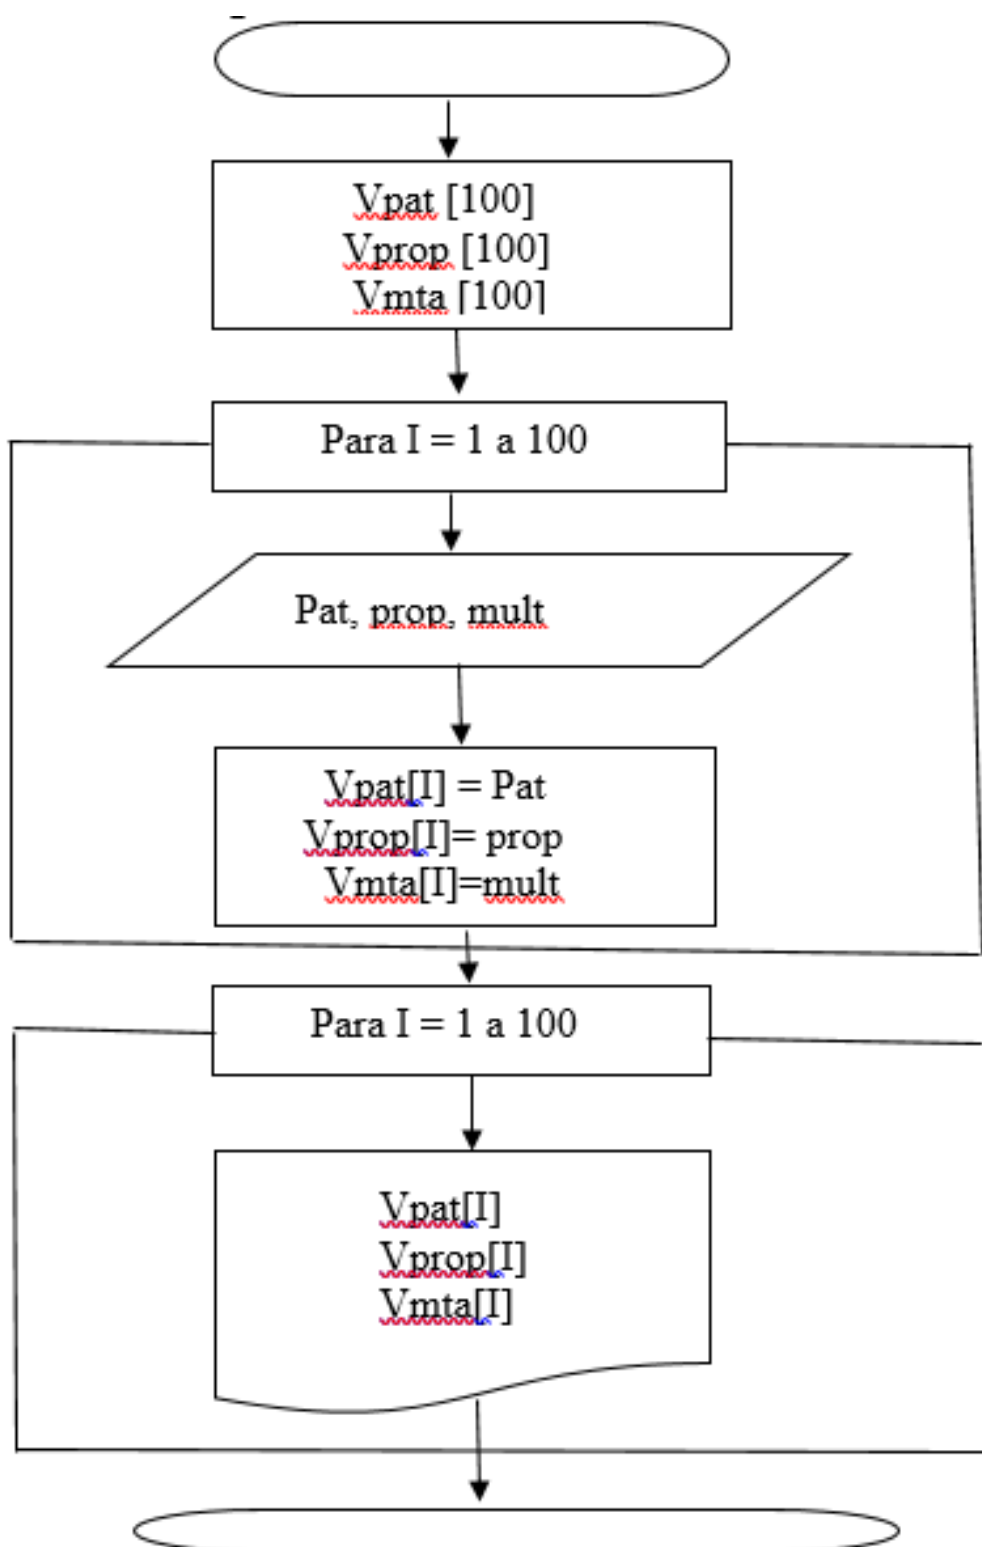 Vpat [100]
Vprop [100]
Vmta [100]
Para I = 1 a 100
Pat, prop, mult
Vpat[I] = Pat
Vprop[I]= prop
Vmta[I]=mult
Para I = 1 a 100
Vpat[I]
Vprop[I]
Vmta[I]